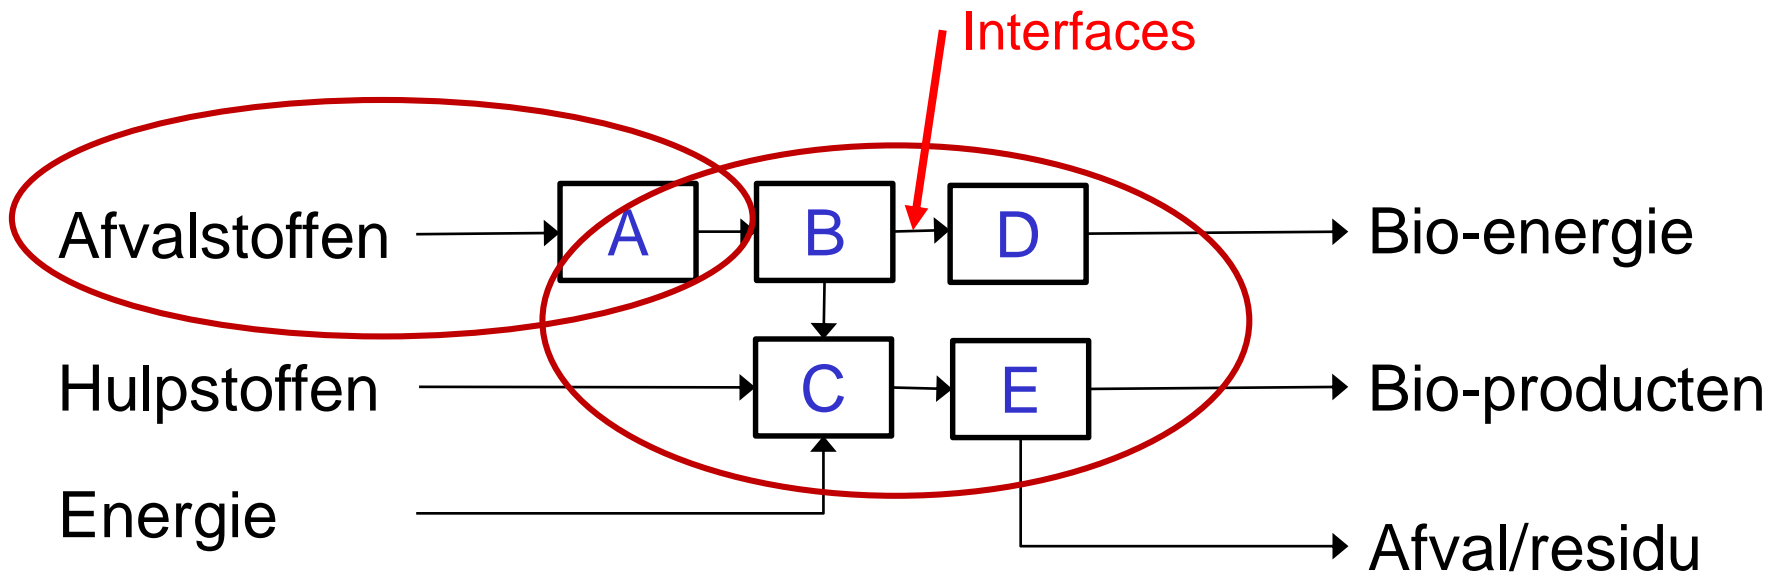 Interfaces
Afvalstoffen A B D Bio-energie
Hulpstoffen C E Bio-producten
Energie
Afval/residu